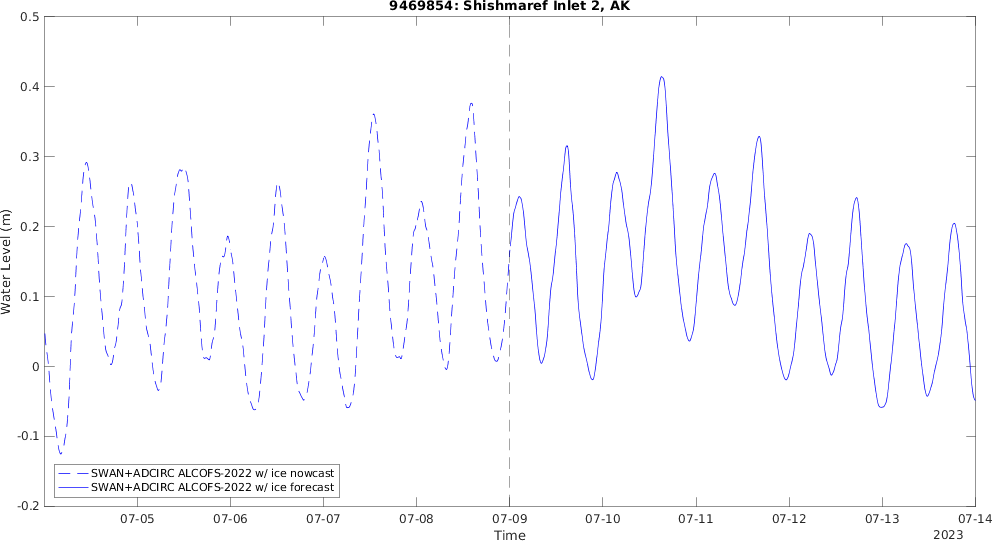 9469854: Shishmaref Inlet 2, AK
0.5
0.4
0.3
0.2
0.1
0
-0.1
-0.2
Water Level (m)
SWAN+ADCIRC ALCOFS-2022 w/ ice nowcast
SWAN+ADCIRC ALCOFS-2022 w/ ice forecast
07-05 07-06 07-07 07-08 07-09 07-10 07-11 07-12 07-13 07-14
Time
2023